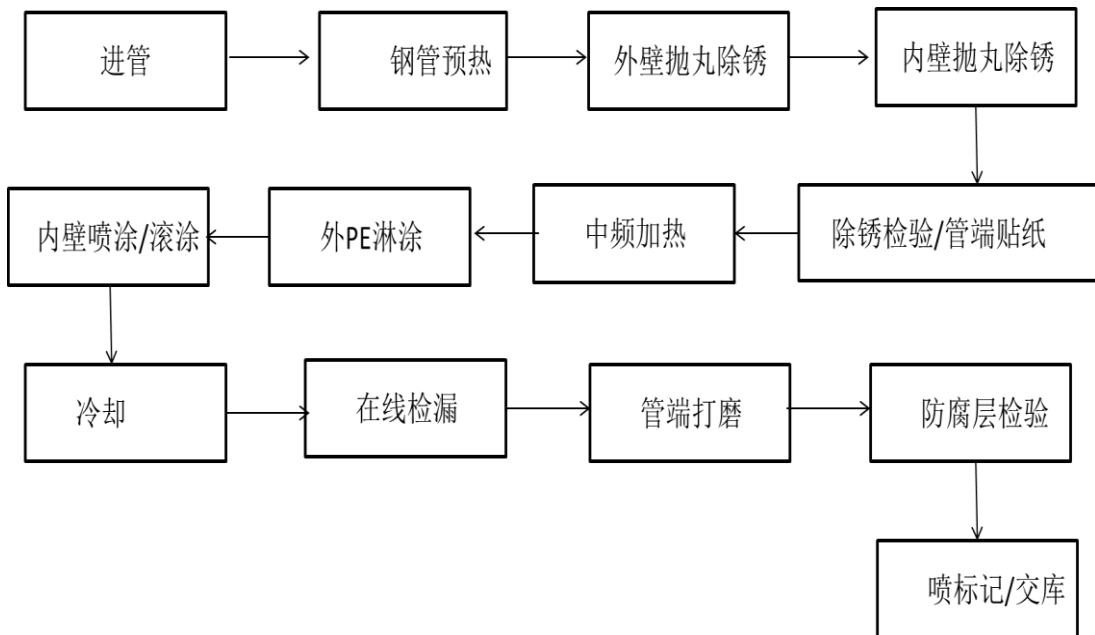 进管
钢管预热
外壁抛丸除锈
内壁抛丸除锈
除锈检验/管端贴纸
中频加热
外PE淋涂
内壁喷涂/滚涂
冷却
在线检漏
管端打磨
防腐层检验
喷标记/交库